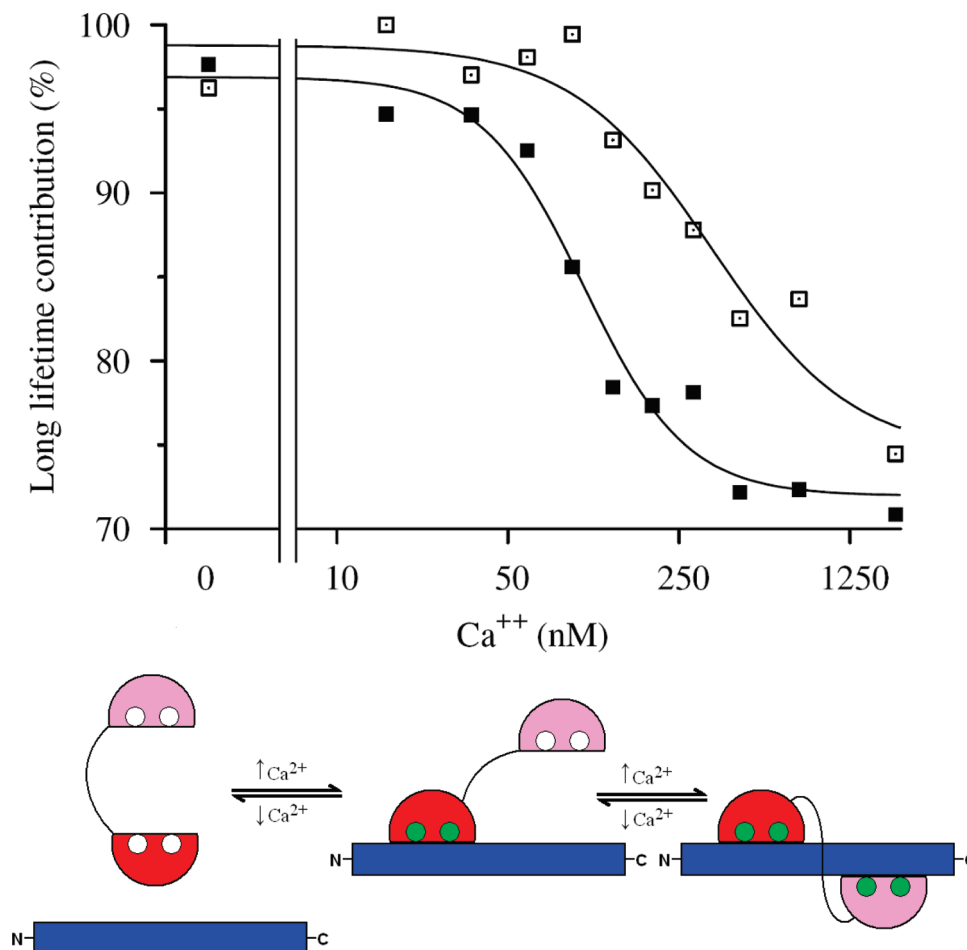 100
90
80
70
Long lifetime contribution (%)
0 10 50 250 1250
Ca++ (nM)
↑Ca2+ ↑Ca2+
↓Ca2+ ↓Ca2+
N C N C
N C